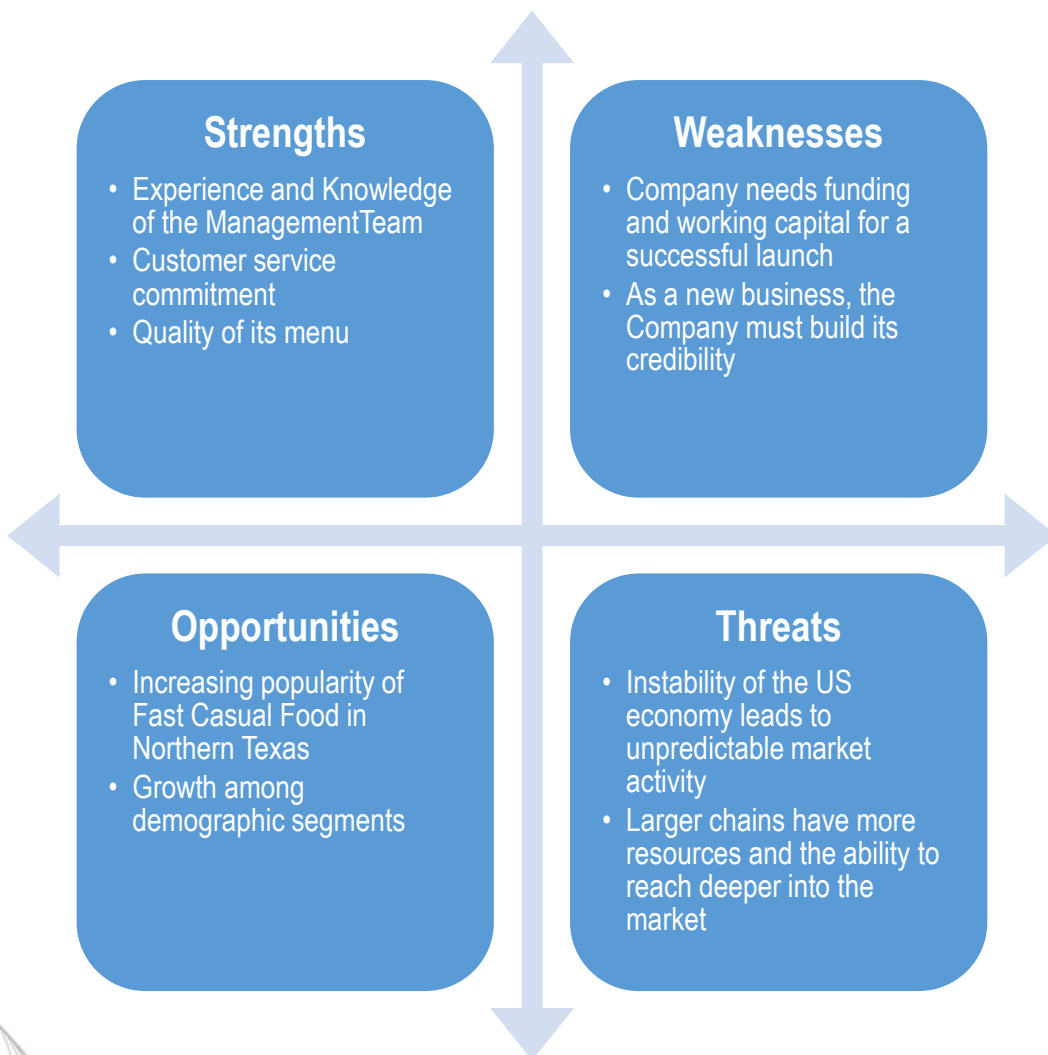 Strengths
• Experience and Knowledge
of the ManagementTeam
• Customer service
commitment
• Quality of its menu
Weaknesses
• Company needs funding
and working capital for a
successful launch
• As a new business, the
Company must build its
credibility
Opportunities
• Increasing popularity of
Fast Casual Food in
Northern Texas
• Growth among
demographic segments
Threats
• Instability of the US
economy leads to
unpredictable market
activity
• Larger chains have more
resources and the ability to
reach deeper into the
market